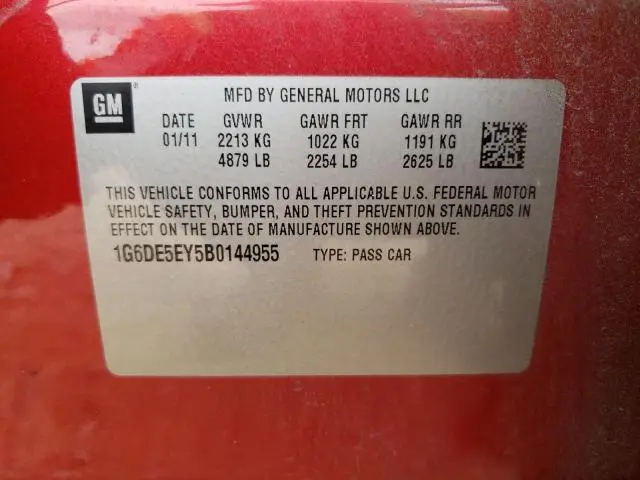 GM
MFD BY GENERAL MOTORS LLC
DATE GVWR GAWR FRT GAWR RR
01/11 2213 KG 1022 KG 1191 KG
4879 LB 2254 LB 2625 LB
THIS VEHICLE CONFORMS TO ALL APPLICABLE U.S. FEDERAL MOTOR
VEHICLE SAFETY, BUMPER, AND THEFT PREVENTION STANDARDS IN
EFFECT ON THE DATE OF MANUFACTURE SHOWN ABOVE.
1G6DE5EY5B0144955 TYPE: PASS CAR